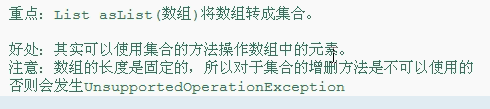 重点：List asList(数组)将数组转成集合。
好处：其实可以使用集合的方法操作数组中的元素。
注意：数组的长度是固定的，所以对于集合的增删方法是不可以使用的
否则会发生UnsupportedOperationException